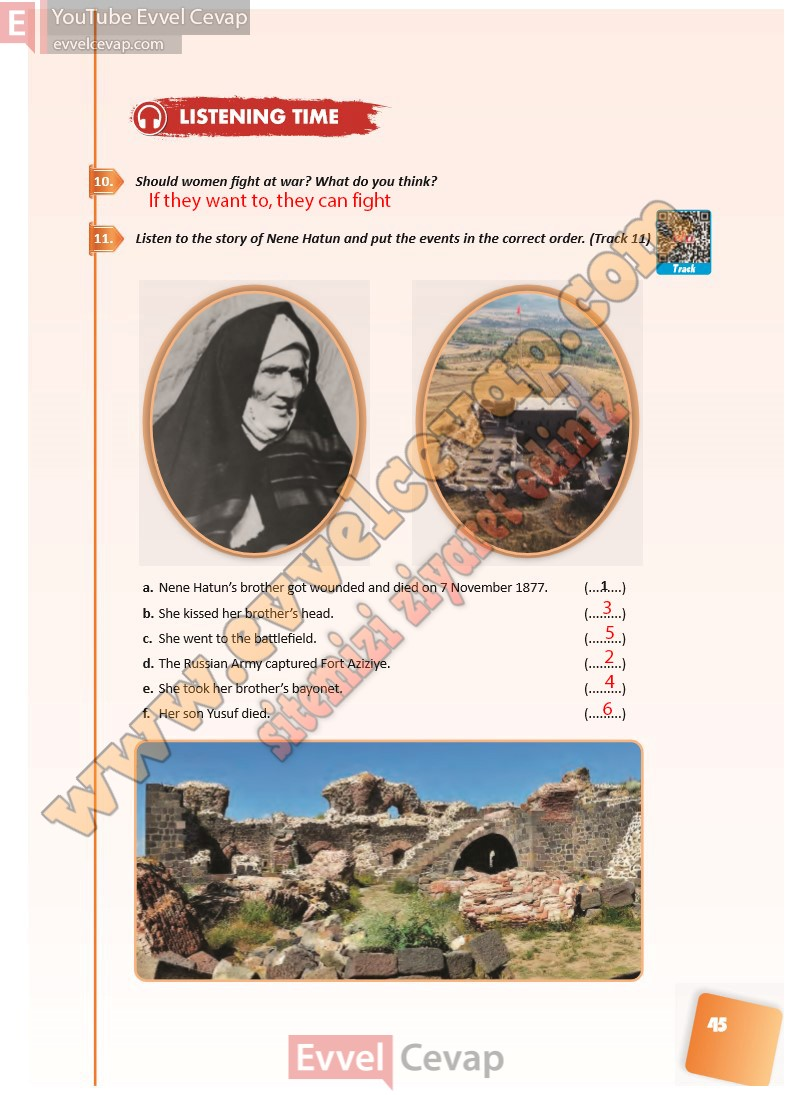 E
YouTube Evvel Cevap
evvelcevap.com
LISTENING TIME
10. Should women fight at war? What do you think?
If they want to, they can fight
11. Listen to the story of Nene Hatun and put the events in the correct order. (Track 11)
Track
a. Nene Hatun's brother got wounded and died on 7 November 1877. (....1....)
b. She kissed her brother's head. (....3....)
c. She went to the battlefield. (....5....)
d. The Russian Army captured Fort Aziziye. (....2....)
e. She took her brother's bayonet. (....4....)
f. Her son Yusuf died. (....6....)
www.evvelcevap.com
sitemizi ziyaret ediniz
45
Evvel Cevap